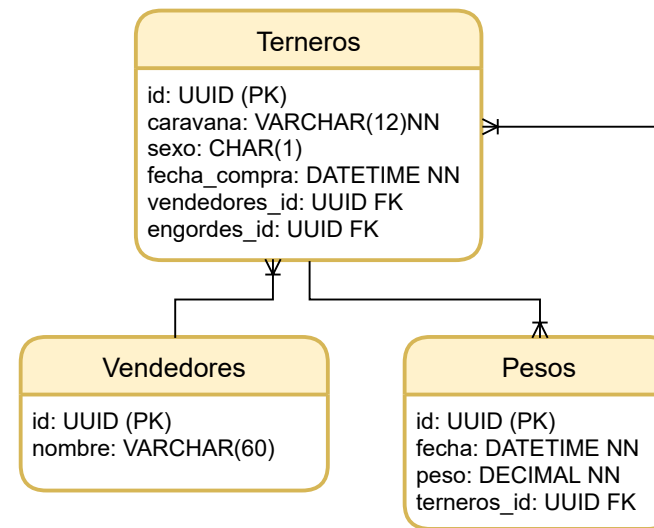 Terneros
id: UUID (PK)
caravana: VARCHAR(12)NN
sexo: CHAR(1)
fecha_compra: DATETIME NN
vendedores_id: UUID FK
engordes_id: UUID FK
Vendedores
id: UUID (PK)
nombre: VARCHAR(60)
Pesos
id: UUID (PK)
fecha: DATETIME NN
peso: DECIMAL NN
terneros_id: UUID FK